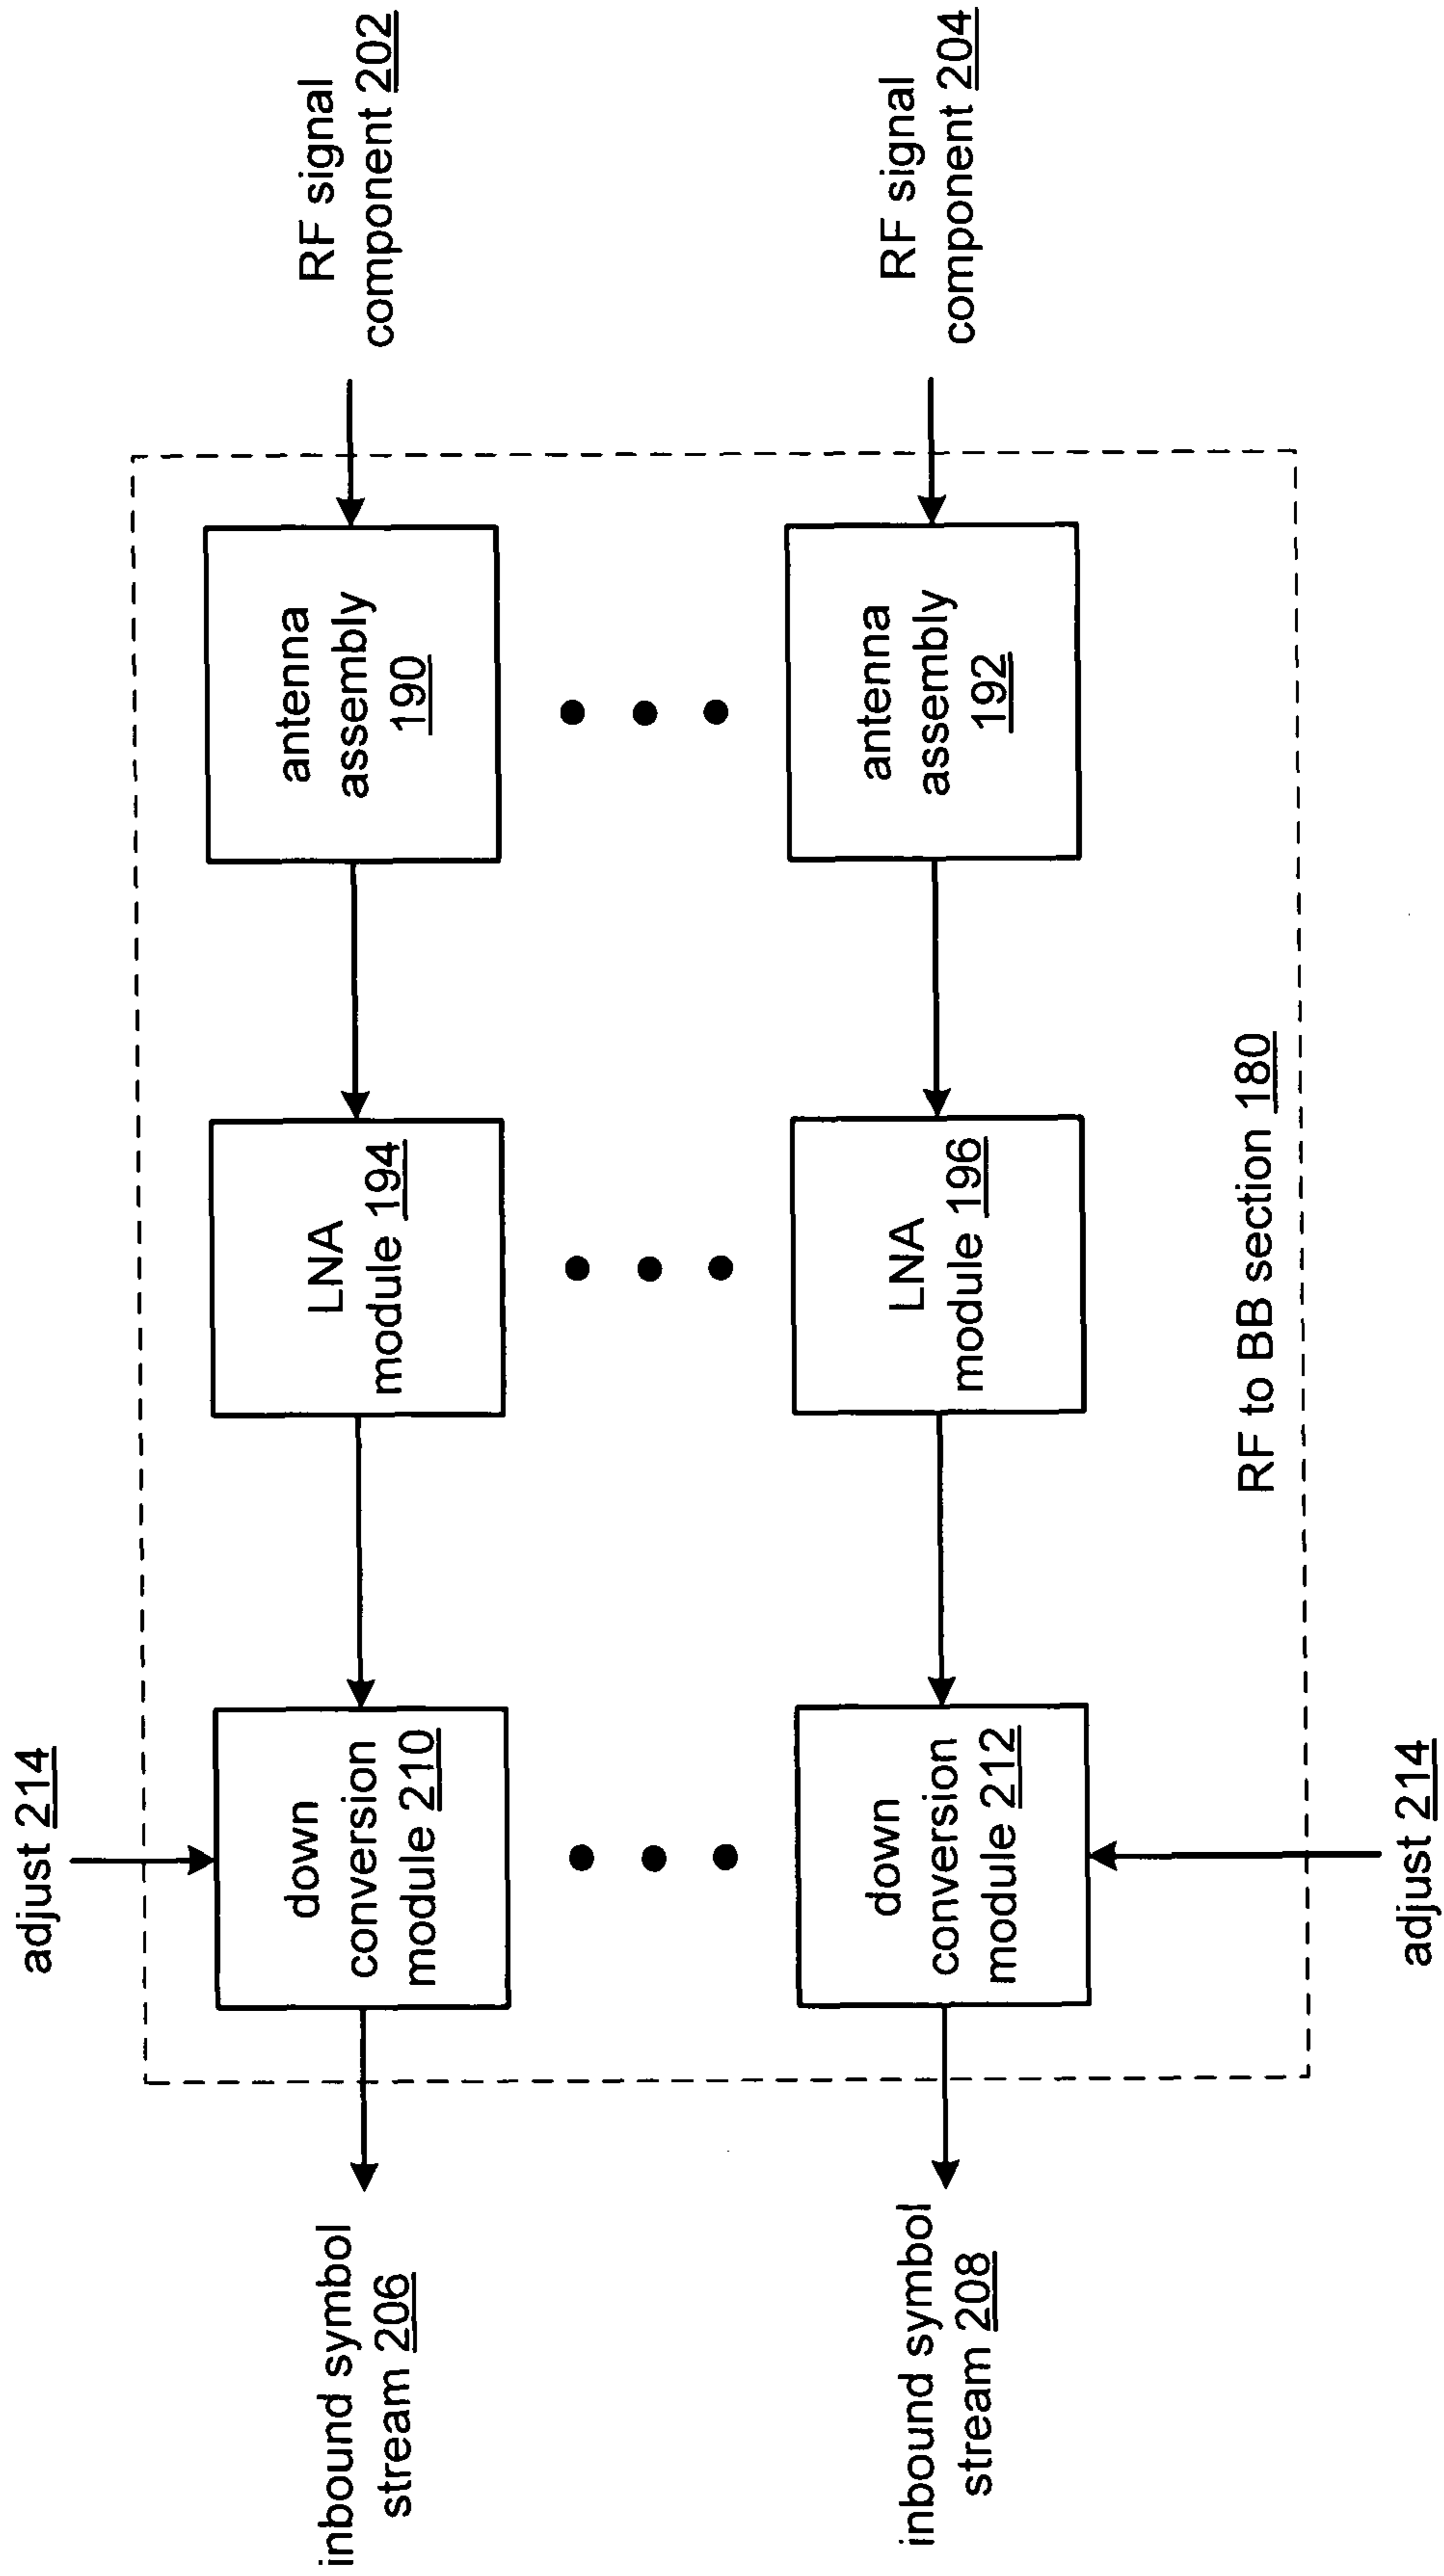 adjust 214
inbound symbol
stream 206
down
conversion
module 210
LNA
module 194
antenna
assembly
190
RF signal
component 202
inbound symbol
stream 208
down
conversion
module 212
LNA
module 196
antenna
assembly
192
RF signal
component 204
RF to BB section 180
adjust 214